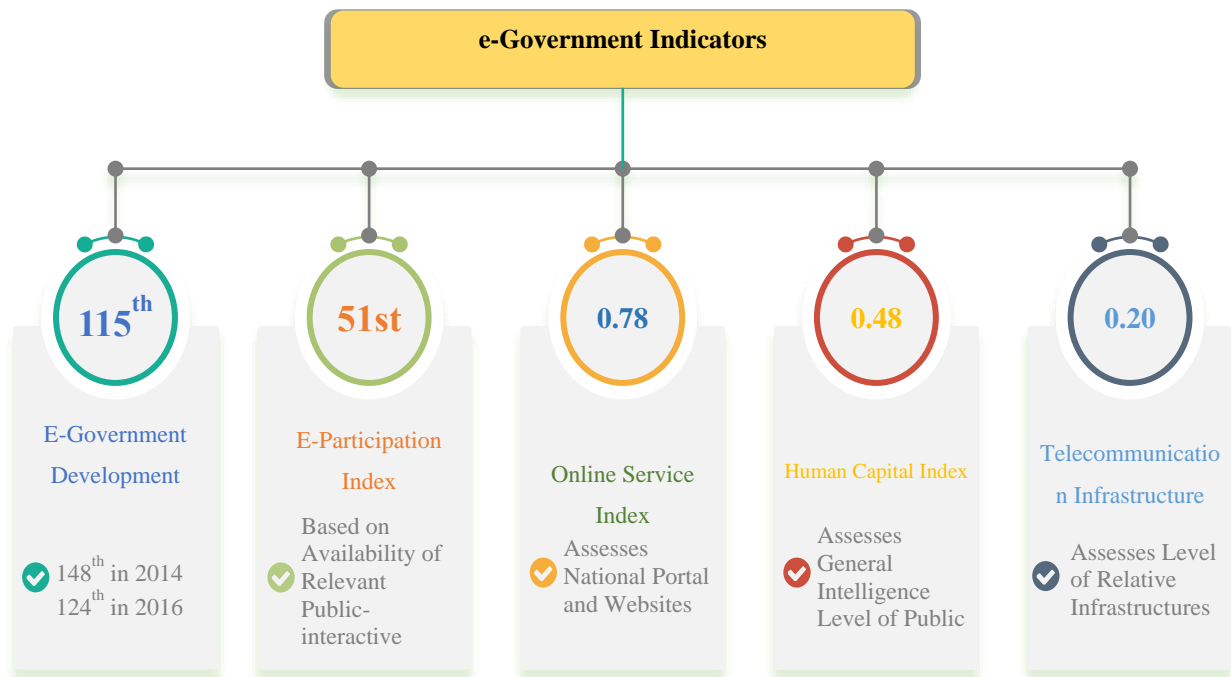 e-Government Indicators
115th
E-Government
Development
148th in 2014
124th in 2016
51st
E-Participation
Index
Based on
Availability of
Relevant
Public-
interactive
0.78
Online Service
Index
Assesses
National Portal
and Websites
0.48
Human Capital Index
Assesses
General
Intelligence
Level of Public
0.20
Telecommunicatio
n Infrastructure
Assesses Level
of Relative
Infrastructures